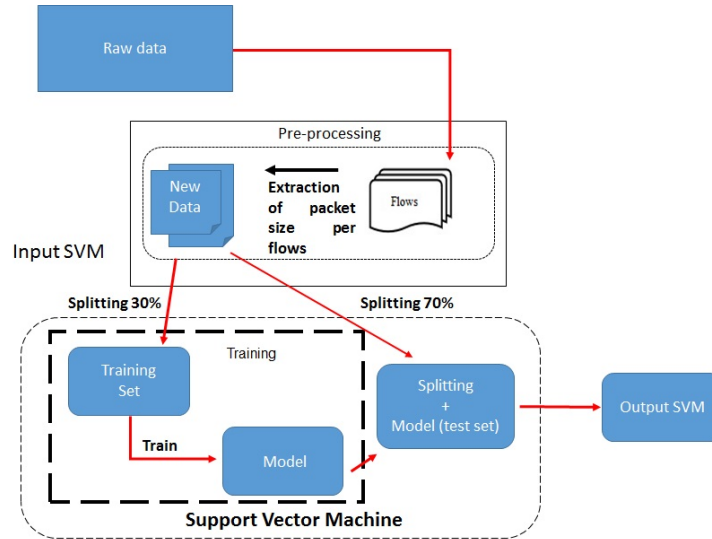 Raw data
Pre-processing
New
Data
Extraction
of packet
size per
flows
Flows
Input SVM
Splitting 30%
Splitting 70%
Training
Training
Set
Train
Model
Splitting
+
Model (test set)
Output SVM
Support Vector Machine